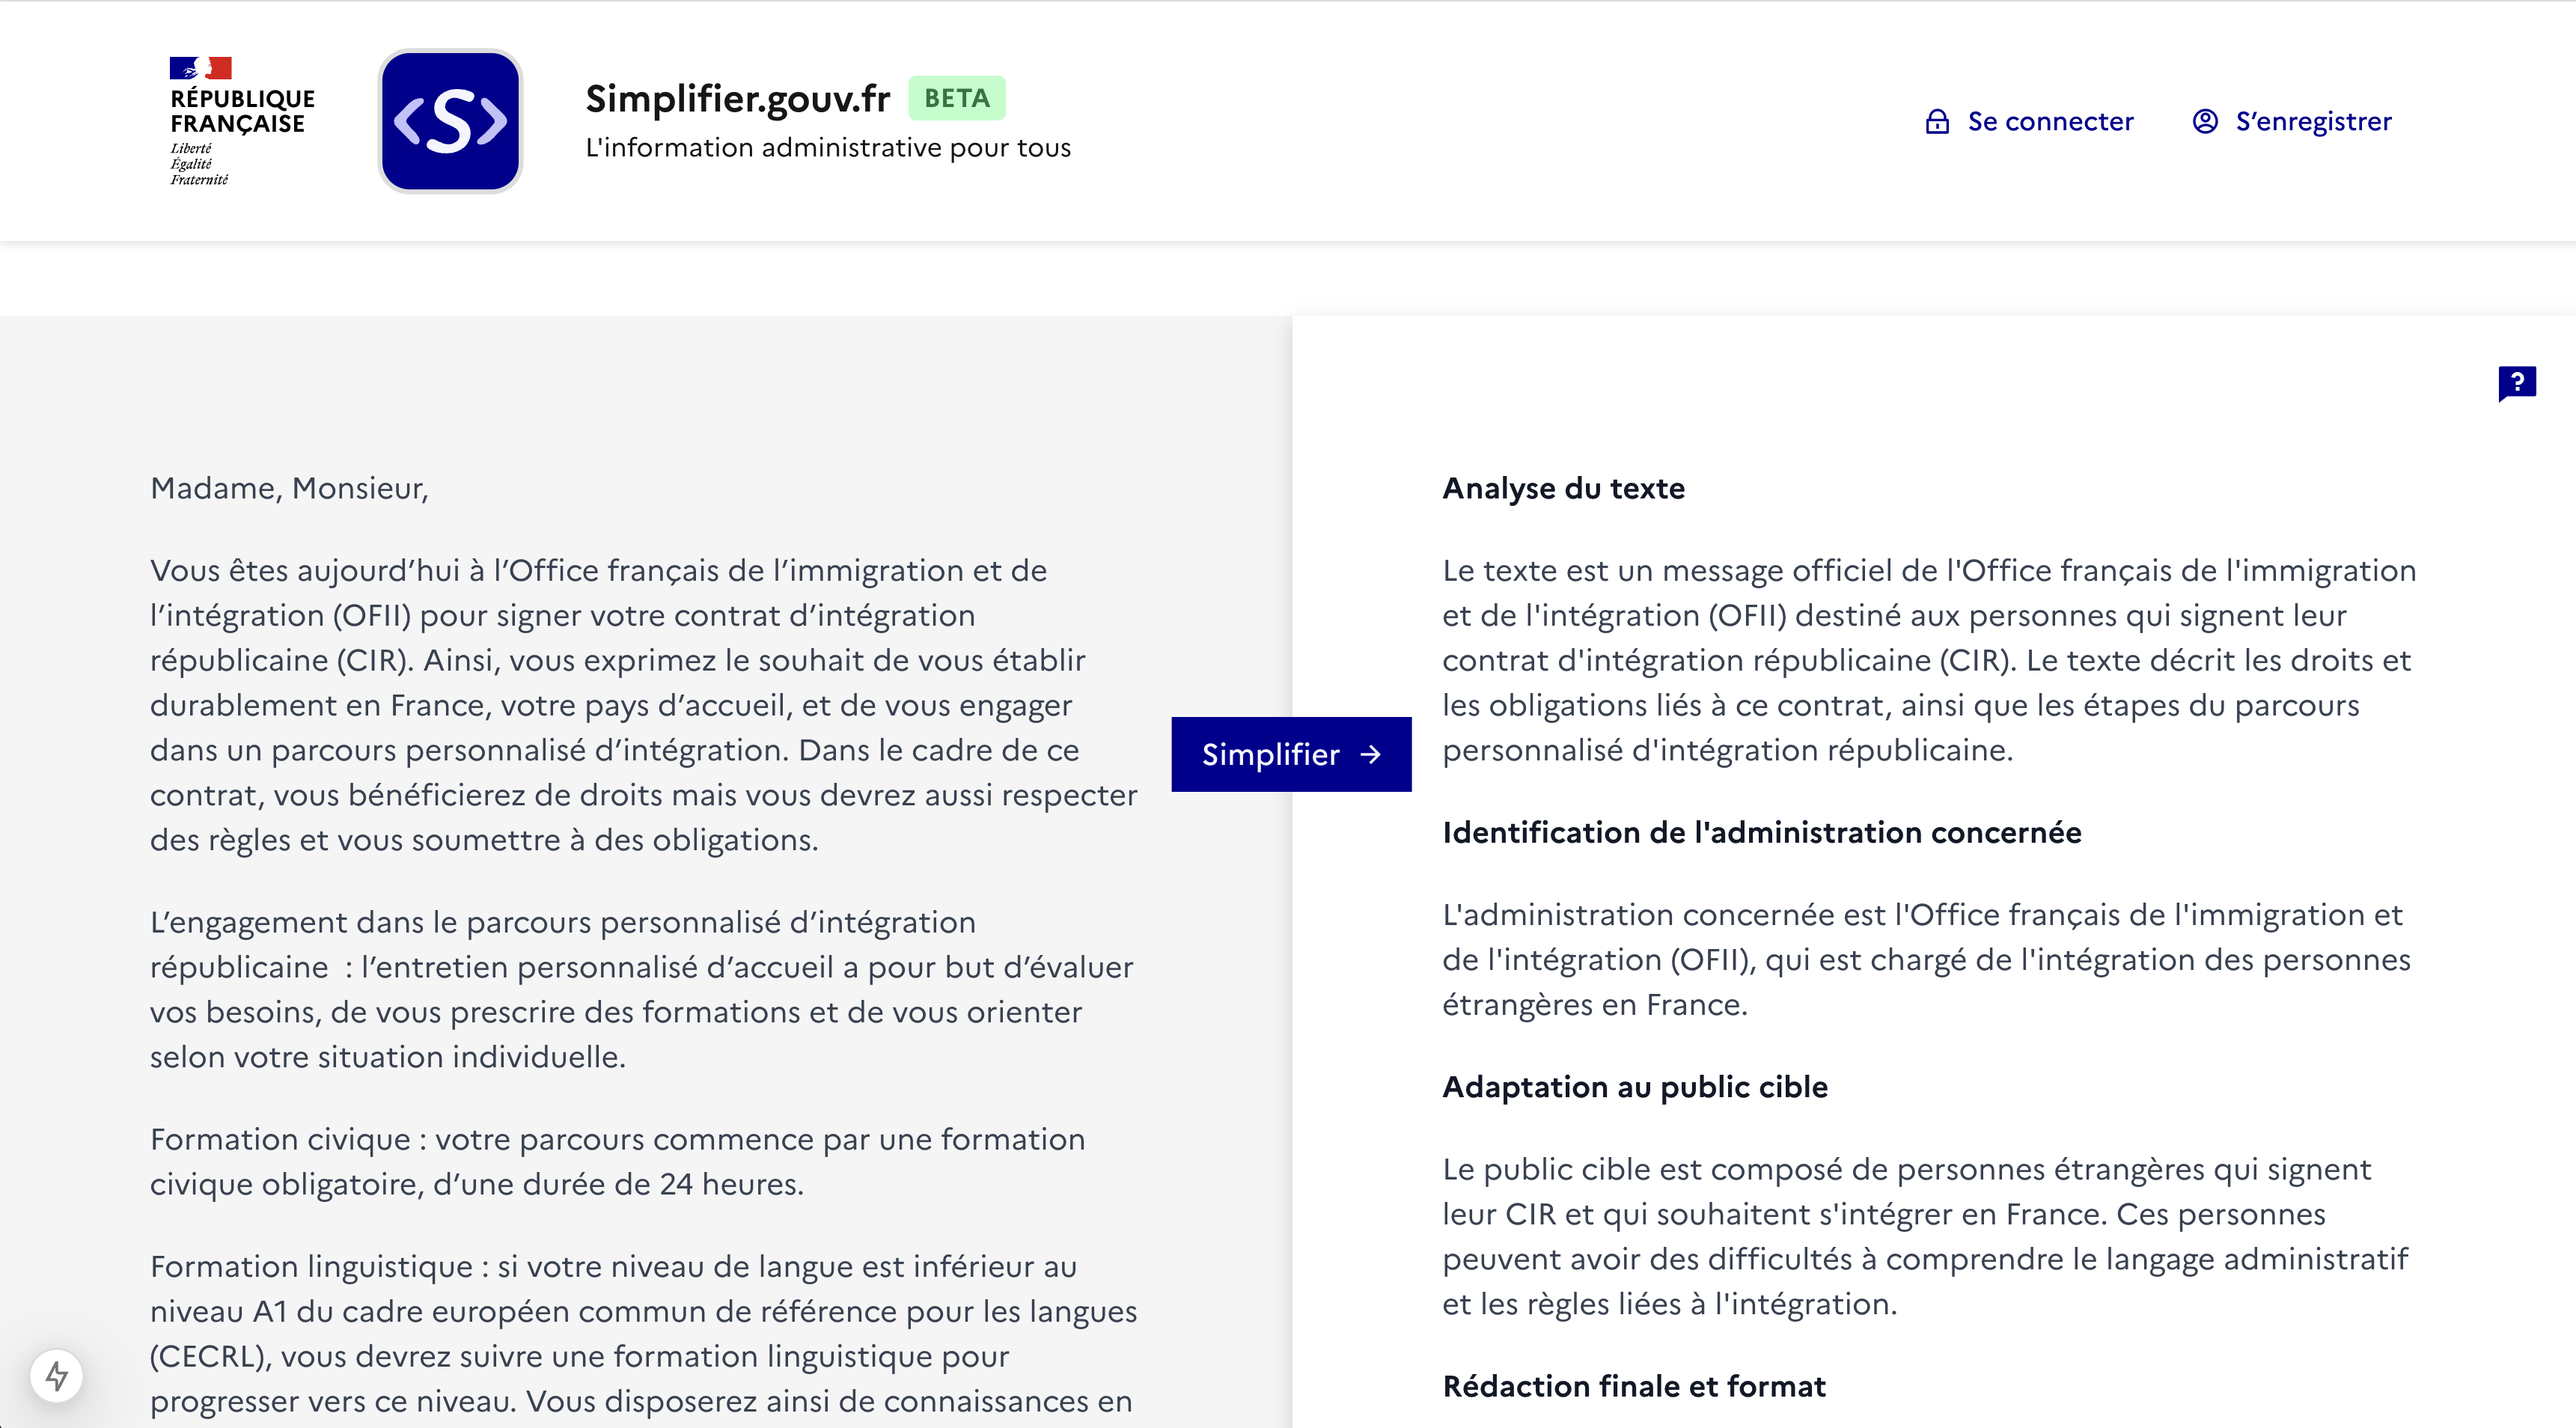 RÉPUBLIQUE
FRANÇAISE
Liberté
Égalité
Fraternité
<S>
Simplifier.gouv.fr BETA
L'information administrative pour tous
Se connecter
S’enregistrer
?
Madame, Monsieur,
Vous êtes aujourd’hui à l’Office français de l’immigration et de
l’intégration (OFII) pour signer votre contrat d’intégration
républicaine (CIR). Ainsi, vous exprimez le souhait de vous établir
durablement en France, votre pays d’accueil, et de vous engager
dans un parcours personnalisé d’intégration. Dans le cadre de ce
contrat, vous bénéficierez de droits mais vous devrez aussi respecter
des règles et vous soumettre à des obligations.
L’engagement dans le parcours personnalisé d’intégration
républicaine  : l’entretien personnalisé d’accueil a pour but d’évaluer
vos besoins, de vous prescrire des formations et de vous orienter
selon votre situation individuelle.
Formation civique : votre parcours commence par une formation
civique obligatoire, d’une durée de 24 heures.
Formation linguistique : si votre niveau de langue est inférieur au
niveau A1 du cadre européen commun de référence pour les langues
(CECRL), vous devrez suivre une formation linguistique pour
progresser vers ce niveau. Vous disposerez ainsi de connaissances en
Simplifier →
Analyse du texte
Le texte est un message officiel de l'Office français de l'immigration
et de l'intégration (OFII) destiné aux personnes qui signent leur
contrat d'intégration républicaine (CIR). Le texte décrit les droits et
les obligations liés à ce contrat, ainsi que les étapes du parcours
personnalisé d'intégration républicaine.
Identification de l'administration concernée
L'administration concernée est l'Office français de l'immigration et
de l'intégration (OFII), qui est chargé de l'intégration des personnes
étrangères en France.
Adaptation au public cible
Le public cible est composé de personnes étrangères qui signent
leur CIR et qui souhaitent s'intégrer en France. Ces personnes
peuvent avoir des difficultés à comprendre le langage administratif
et les règles liées à l'intégration.
Rédaction finale et format